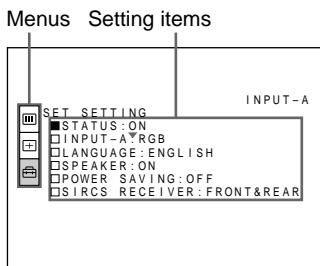 Menus Setting items
INPUT–A
SET SETTING
STATUS:ON
INPUT–A:RGB
LANGUAGE:ENGLISH
SPEAKER:ON
POWER SAVING:OFF
SIRCS RECEIVER:FRONT&REAR